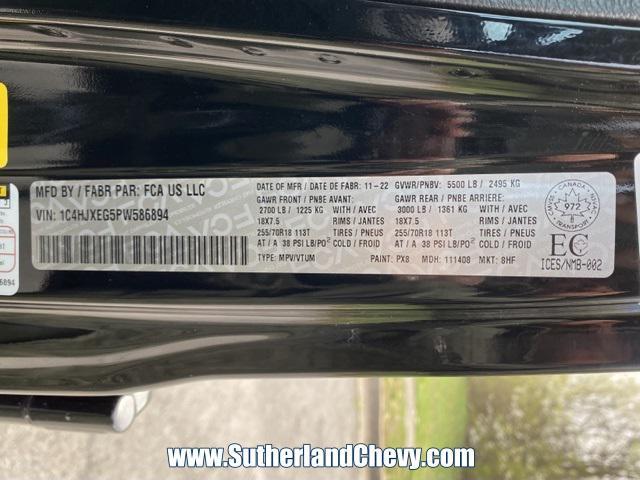 MFD BY / FABR PAR: FCA US LLC
VIN: 1C4HJXEG5PW586894
DATE OF MFR / DATE DE FABR: 11-22 GVWR/PNBV: 5500 LB / 2495 KG
GAWR FRONT / PNBE AVANT: GAWR REAR / PNBE ARRIERE:
2700 LB / 1225 KG WITH / AVEC 3000 LB / 1361 KG WITH / AVEC
18X7.5 RIMS / JANTES 18X7.5 RIMS / JANTES
255/70R18 113T TIRES / PNEUS 255/70R18 113T TIRES / PNEUS
AT / A 38 PSI LB/PO² COLD / FROID AT / A 38 PSI LB/PO² COLD / FROID
TYPE: MPV/VTUM PAINT: PX8 MDH: 111408 MKT: 8HF
CANADA
972
TRANSPORT
EC
ICES/NMB-002
6894
www.SutherlandChevy.com